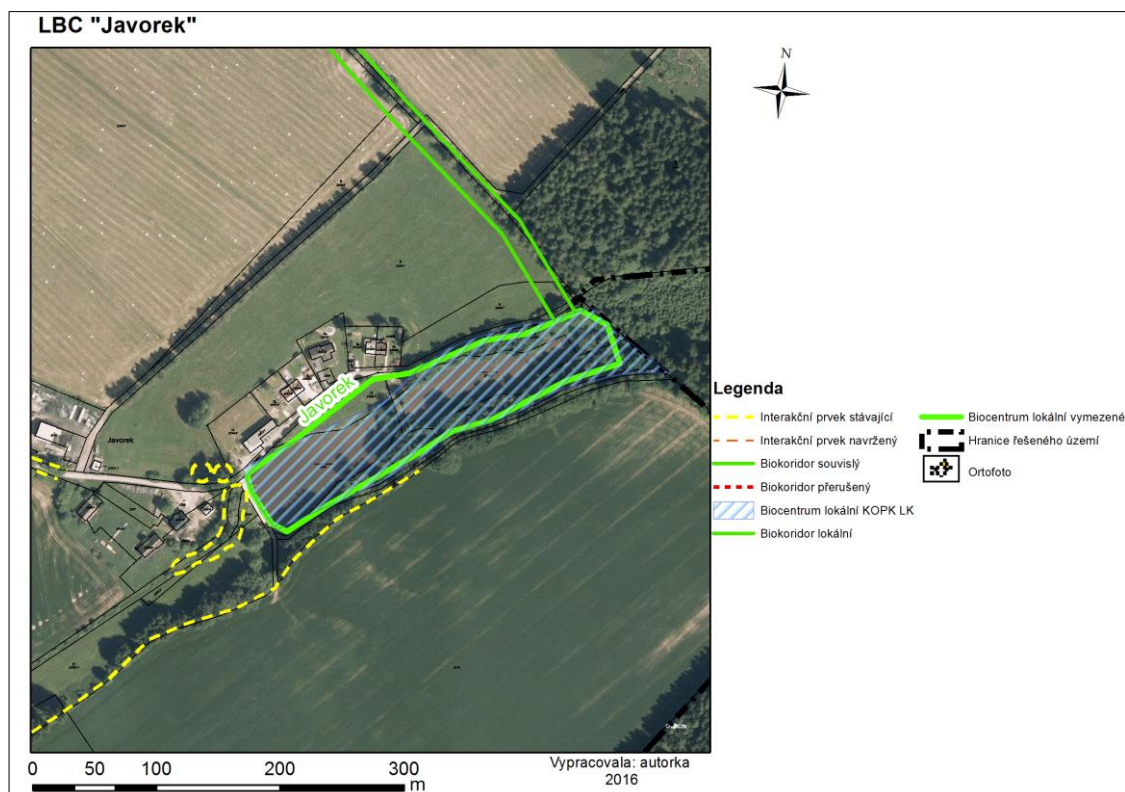 LBC "Javorek"
N
Javorek
Javorek
Legenda
Interakční prvek stávající
Interakční prvek navržený
Biokoridor souvislý
Biokoridor přerušený
Biocentrum lokální KOPK LK
Biokoridor lokální
Biocentrum lokální vymezené
Hranice řešeného území
Ortofoto
0 50 100 200 300
m
Vypracovala: autorka
2016